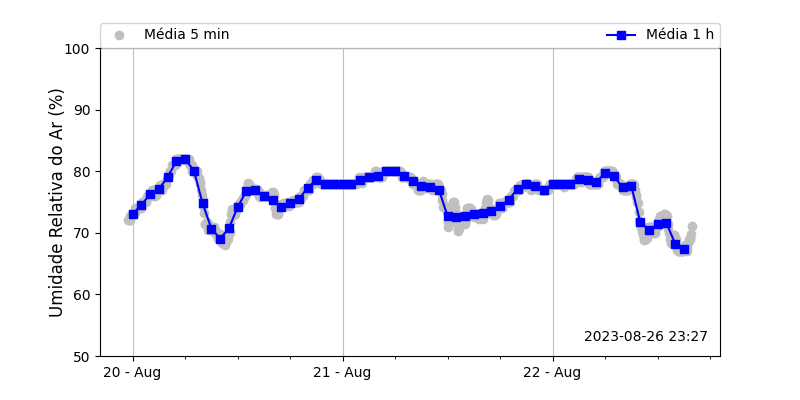 Média 5 min
Média 1 h
Umidade Relativa do Ar (%)
100
90
80
70
60
50
2023-08-26 23:27
20 - Aug
21 - Aug
22 - Aug